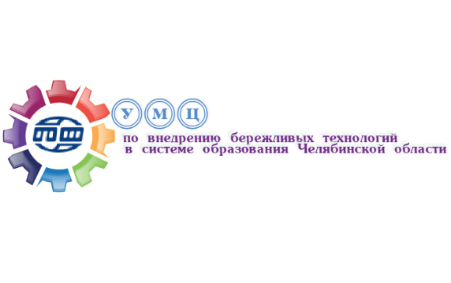 УМЦ
по внедрению бережливых технологий
в системе образования Челябинской области